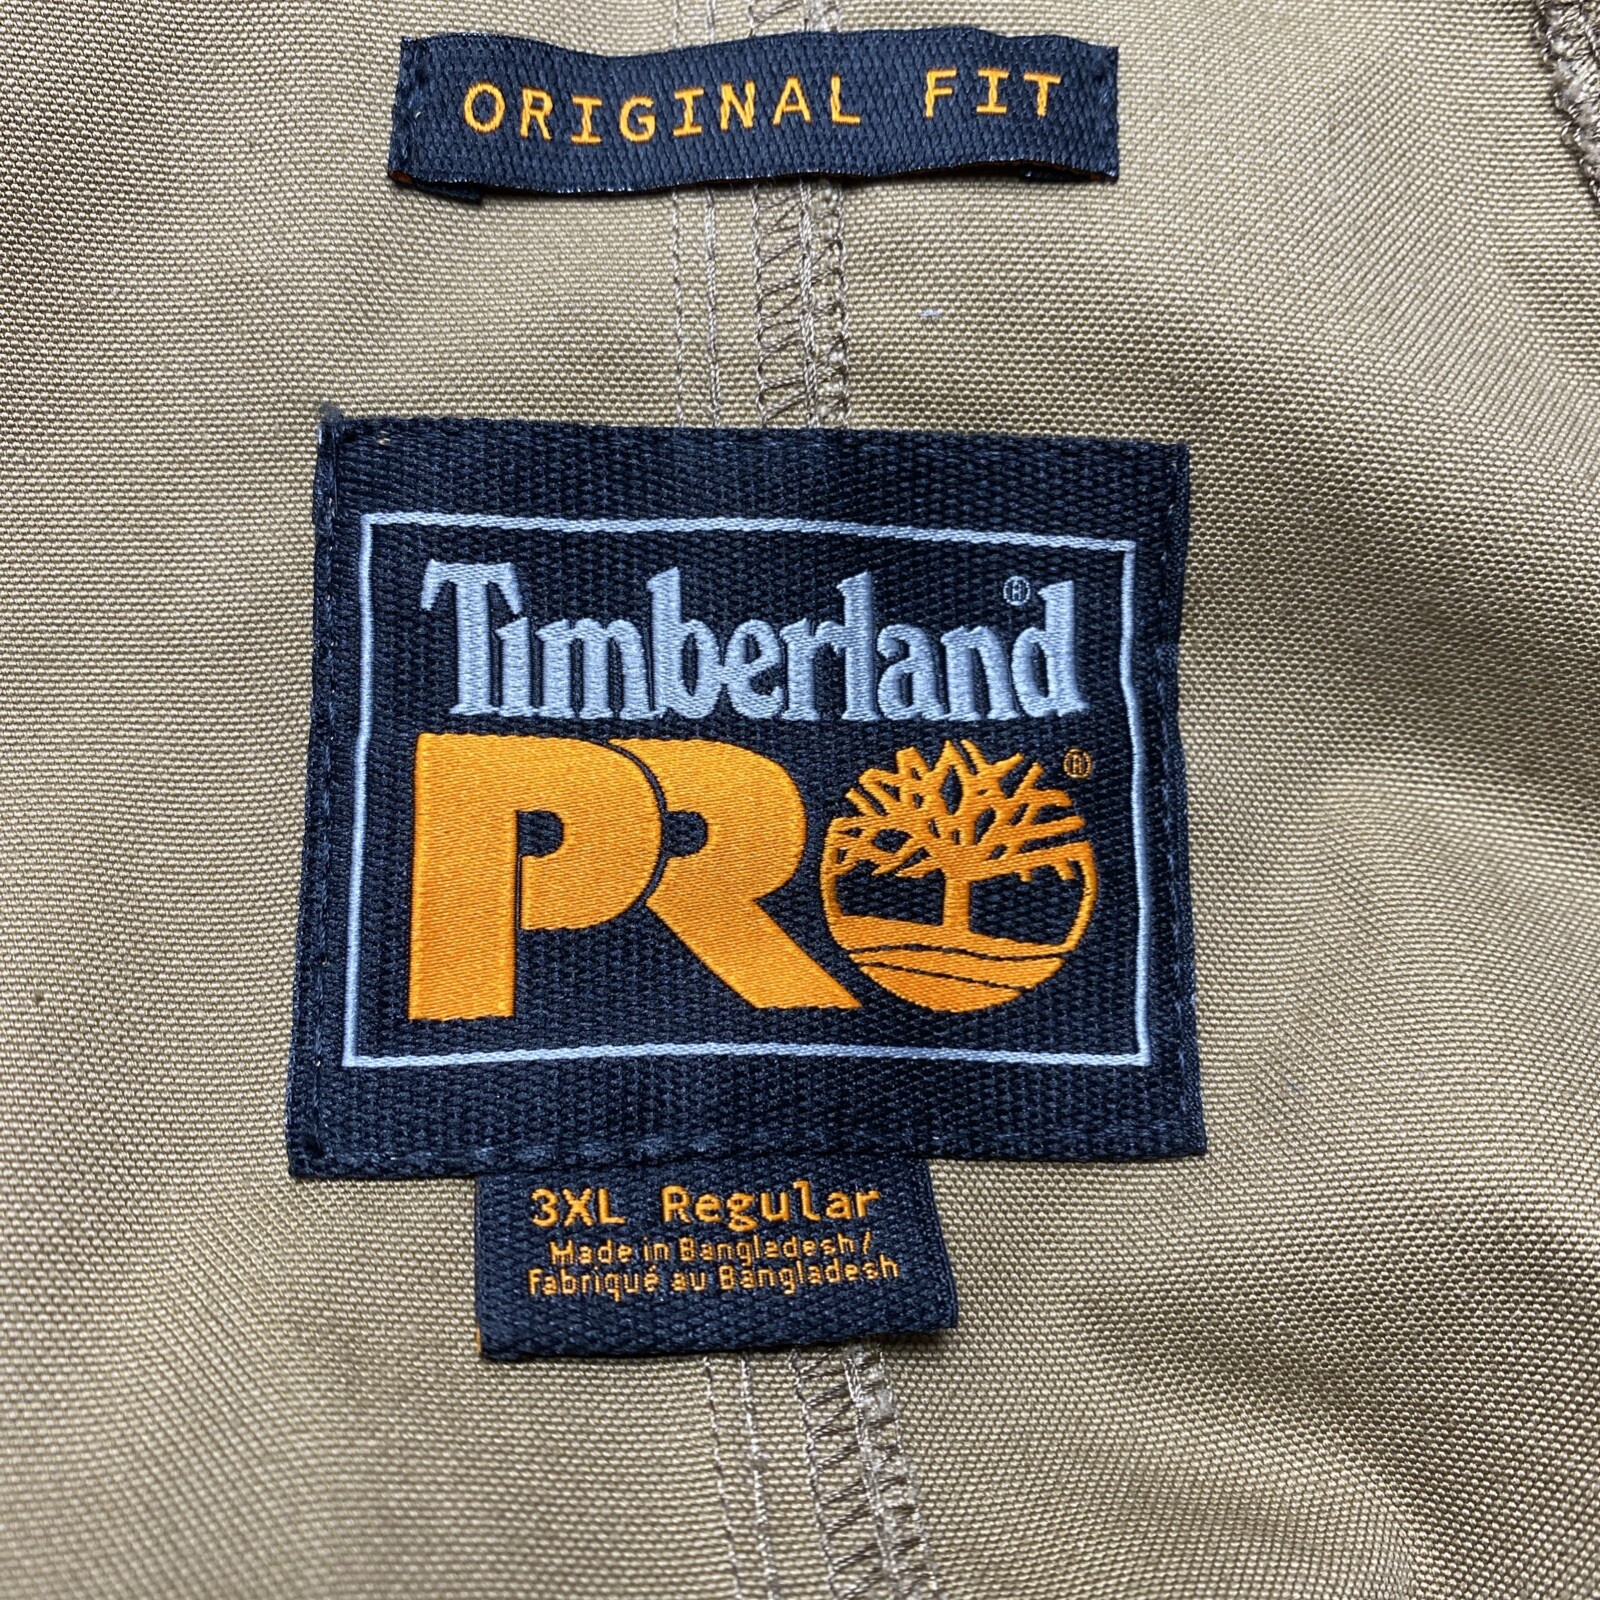 ORIGINAL FIT
Timberland®
PRO®
3XL Regular
Made in Bangladesh/
Fabriqué au Bangladesh